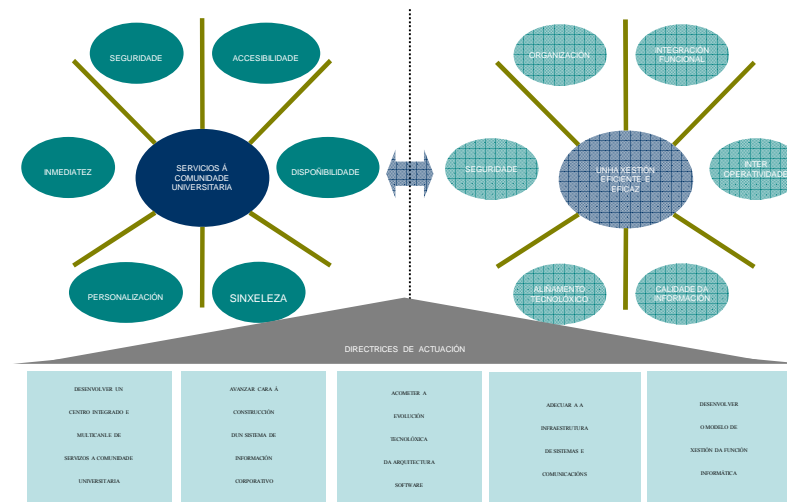 SEGURIDADE
ACCESIBILIDADE
INMEDIATEZ
SERVICIOS Á
COMUNIDADE
UNIVERSITARIA
DISPOÑIBILIDADE
PERSONALIZACIÓN
SINXELEZA
ORGANIZACIÓN
INTEGRACIÓN
FUNCIONAL
SEGURIDADE
UNHA XESTIÓN
EFICIENTE E
EFICAZ
INTER
OPERATIVIDADE
ALIÑAMENTO
TECNOLÓXICO
CALIDADE DA
INFORMACIÓN
DIRECTRICES DE ACTUACIÓN
DESENVOLVER UN
CENTRO INTEGRADO E
MULTICANLE DE
SERVIZOS A COMUNIDADE
UNIVERSITARIA
AVANZAR CARA Á
CONSTRUCCIÓN
DUN SISTEMA DE
INFORMACIÓN
CORPORATIVO
ACOMETER A
EVOLUCIÓN
TECNOLÓXICA
DA ARQUITECTURA
SOFTWARE
ADECUAR A A
INFRAESTRUTURA
DE SISTEMAS E
COMUNICACIÓNS
DESENVOLVER
O MODELO DE
XESTIÓN DA FUNCIÓN
INFORMÁTICA